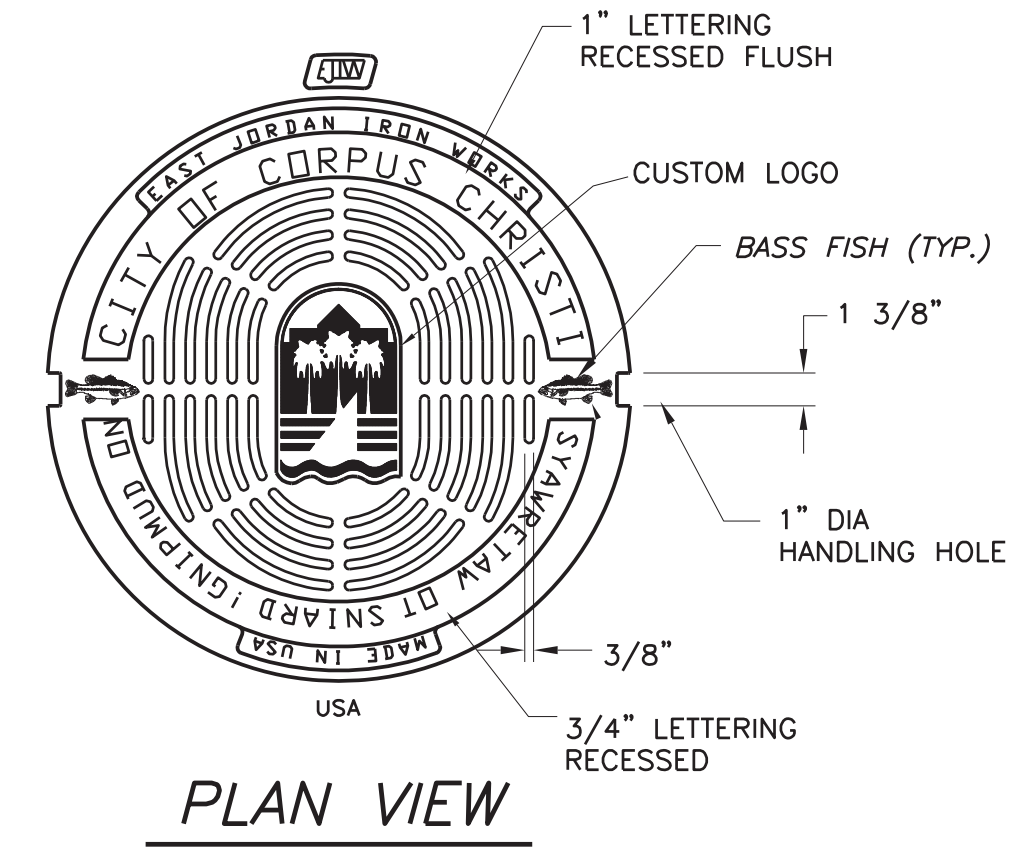 EJIW
EAST JORDAN IRON WORKS
CITY OF CORPUS CHRISTI
NO DUMPING! DRAINS TO WATERWAYS
MADE IN USA
USA
1" LETTERING
RECESSED FLUSH
CUSTOM LOGO
BASS FISH (TYP.)
1 3/8"
1" DIA
HANDLING HOLE
3/8"
3/4" LETTERING
RECESSED
PLAN VIEW